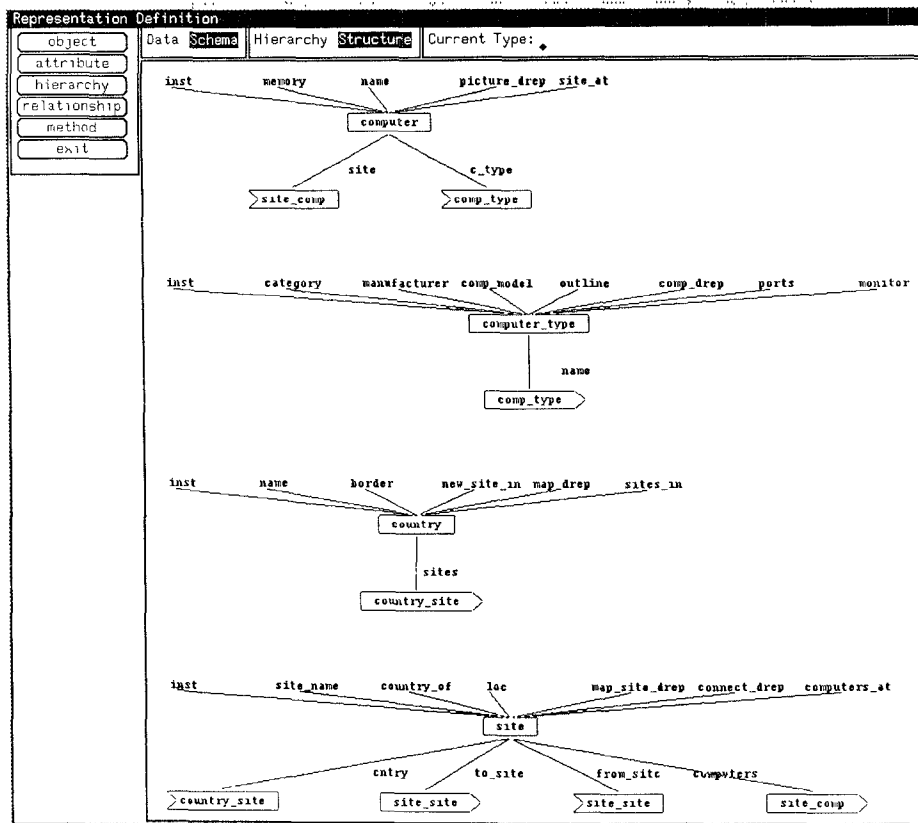 Representation Definition
object
attribute
hierarchy
relationship
method
exit
Data Schema Hierarchy Structure Current Type:
inst memory name picture_drep site_at
computer
site c_type
site_comp comp_type
inst category manufacturer comp_model outline comp_drep ports monitor
computer_type
name
comp_type
inst name border new_site_in map_drep sites_in
country
sites
country_site
inst site_name country_of loc map_site_drep connect_drep computers_at
site
cntry to_site from_site computers
country_site site_site site_site site_comp